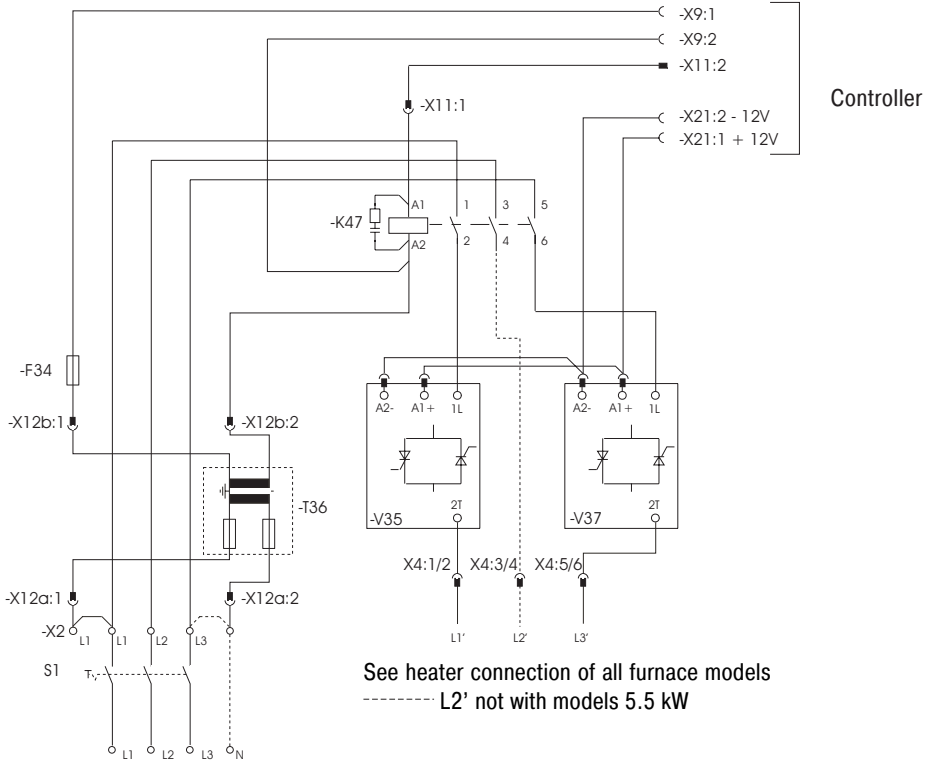 -X9:1
-X9:2
-X11:2
Controller
-X11:1
-X21:2 - 12V
-X21:1 + 12V
A1 1 3 5
-K47
A2 2 4 6
-F34
-X12b:1 -X12b:2
A2- A1+ 1L A2- A1+ 1L
-T36
2T 2T
-V35 -V37
X4:1/2 X4:3/4 X4:5/6
-X12a:1 -X12a:2
-X2 L1 L1 L2 L3
L1' L2' L3'
S1
See heater connection of all furnace models
L2' not with models 5.5 kW
L1 L2 L3 N